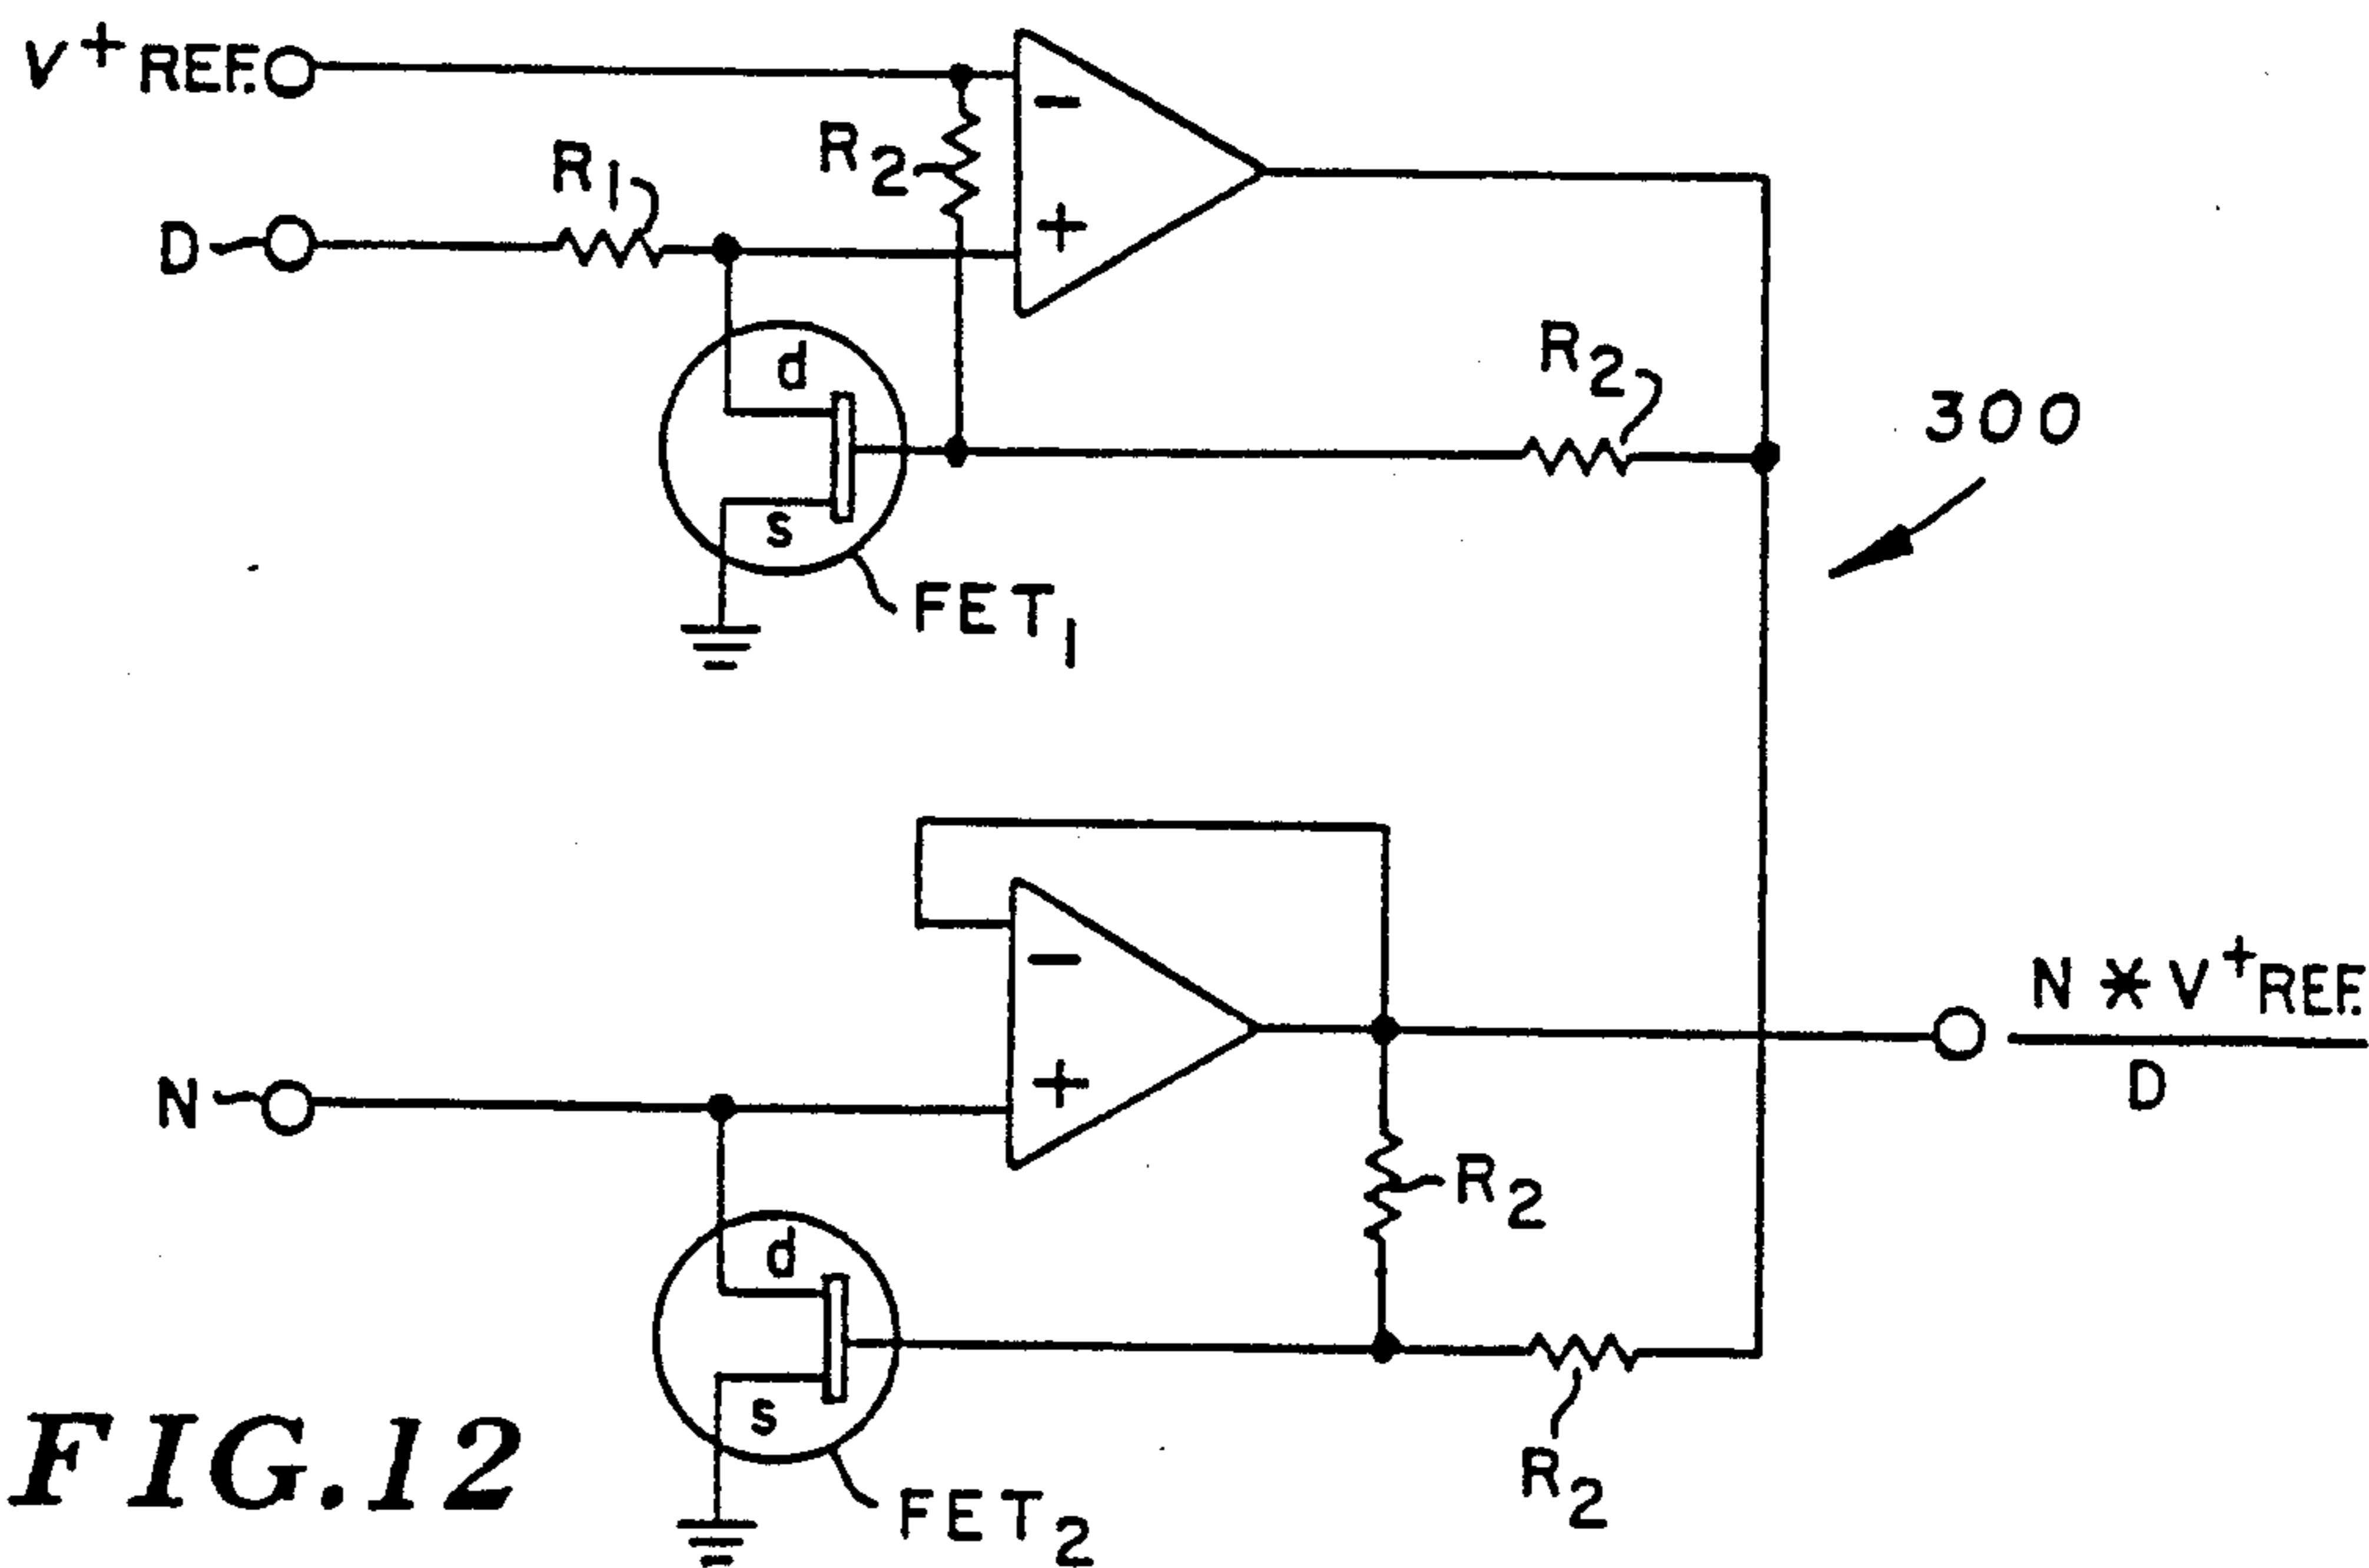 V⁺REF.
R₁
R₂
−
D
+
d
R₂
300
s
FET₁
−
N * V⁺REF.
D
N
+
R₂
d
s
R₂
FIG.12
FET₂